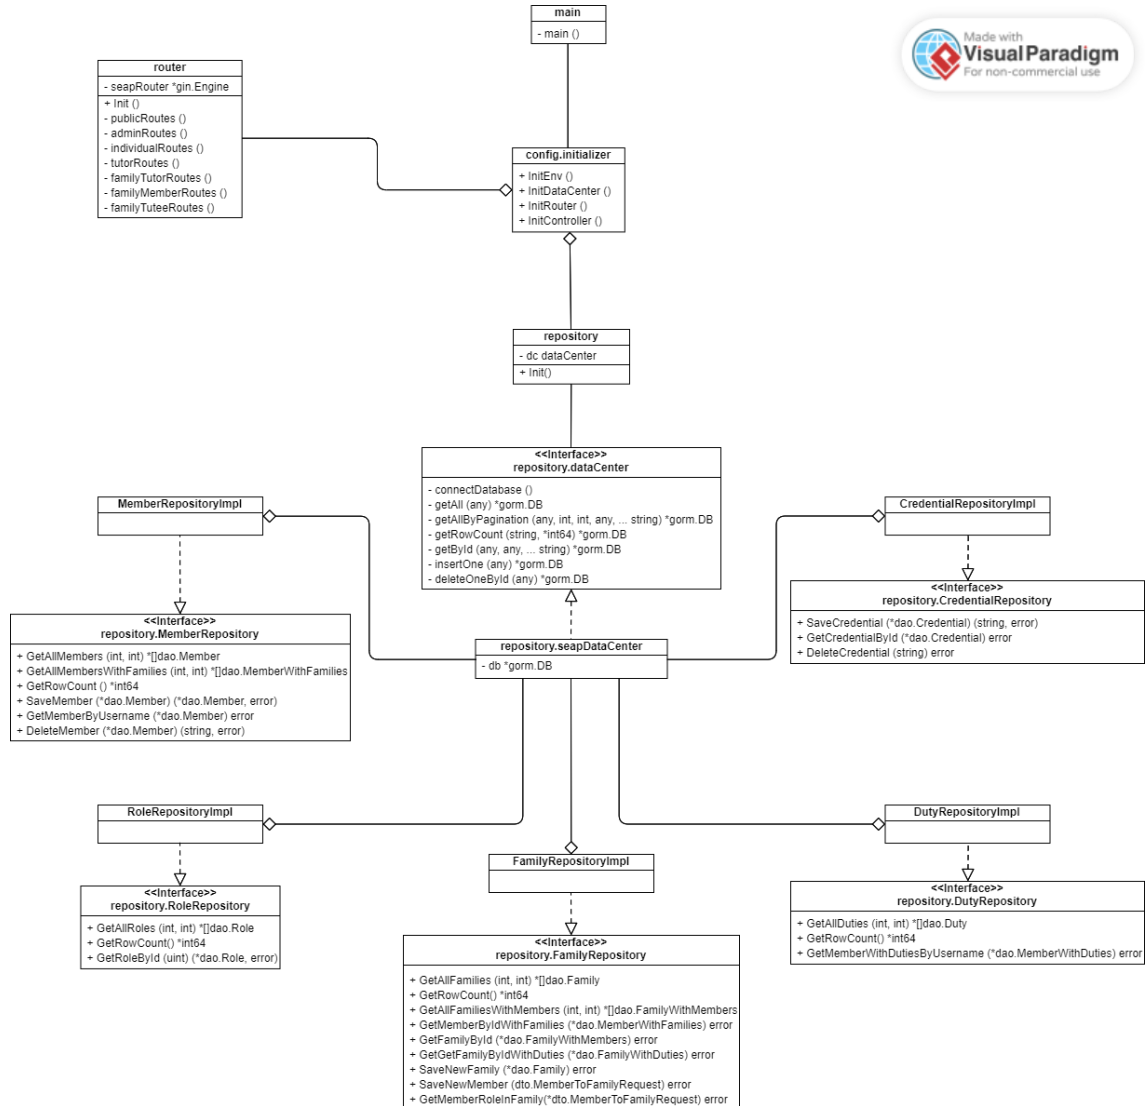 main
- main ()
Made with
Visual Paradigm
For non-commercial use
router
- seapRouter *gin.Engine
+ Init ()
- publicRoutes ()
- adminRoutes ()
- individualRoutes ()
- tutorRoutes ()
- familyTutorRoutes ()
- familyMemberRoutes ()
- familyTuteeRoutes ()
config.initializer
+ InitEnv ()
+ InitDataCenter ()
+ InitRouter ()
+ InitController ()
repository
- dc dataCenter
+ Init()
<<Interface>>
repository.dataCenter
- connectDatabase ()
- getAll (any) *gorm.DB
- getAllByPagination (any, int, int, any, ... string) *gorm.DB
- getRowCount (string, *int64) *gorm.DB
- getById (any, any, ... string) *gorm.DB
- insertOne (any) *gorm.DB
- deleteOneById (any) *gorm.DB
MemberRepositoryImpl
CredentialRepositoryImpl
<<Interface>>
repository.MemberRepository
+ GetAllMembers (int, int) *[]dao.Member
+ GetAllMembersWithFamilies (int, int) *[]dao.MemberWithFamilies
+ GetRowCount () *int64
+ SaveMember (*dao.Member) (*dao.Member, error)
+ GetMemberByUsername (*dao.Member) error
+ DeleteMember (*dao.Member) (string, error)
repository.seapDataCenter
- db *gorm.DB
<<Interface>>
repository.CredentialRepository
+ SaveCredential (*dao.Credential) (string, error)
+ GetCredentialById (*dao.Credential) error
+ DeleteCredential (string) error
RoleRepositoryImpl
DutyRepositoryImpl
FamilyRepositoryImpl
<<Interface>>
repository.RoleRepository
+ GetAllRoles (int, int) *[]dao.Role
+ GetRowCount() *int64
+ GetRoleById (uint) (*dao.Role, error)
<<Interface>>
repository.DutyRepository
+ GetAllDuties (int, int) *[]dao.Duty
+ GetRowCount() *int64
+ GetMemberWithDutiesByUsername (*dao.MemberWithDuties) error
<<Interface>>
repository.FamilyRepository
+ GetAllFamilies (int, int) *[]dao.Family
+ GetRowCount() *int64
+ GetAllFamiliesWithMembers (int, int) *[]dao.FamilyWithMembers
+ GetMemberByIdWithFamilies (*dao.MemberWithFamilies) error
+ GetFamilyById (*dao.FamilyWithMembers) error
+ GetGetFamilyByIdWithDuties (*dao.FamilyWithDuties) error
+ SaveNewFamily (*dao.Family) error
+ SaveNewMember (dto.MemberToFamilyRequest) error
+ GetMemberRoleInFamily(*dto.MemberToFamilyRequest) error